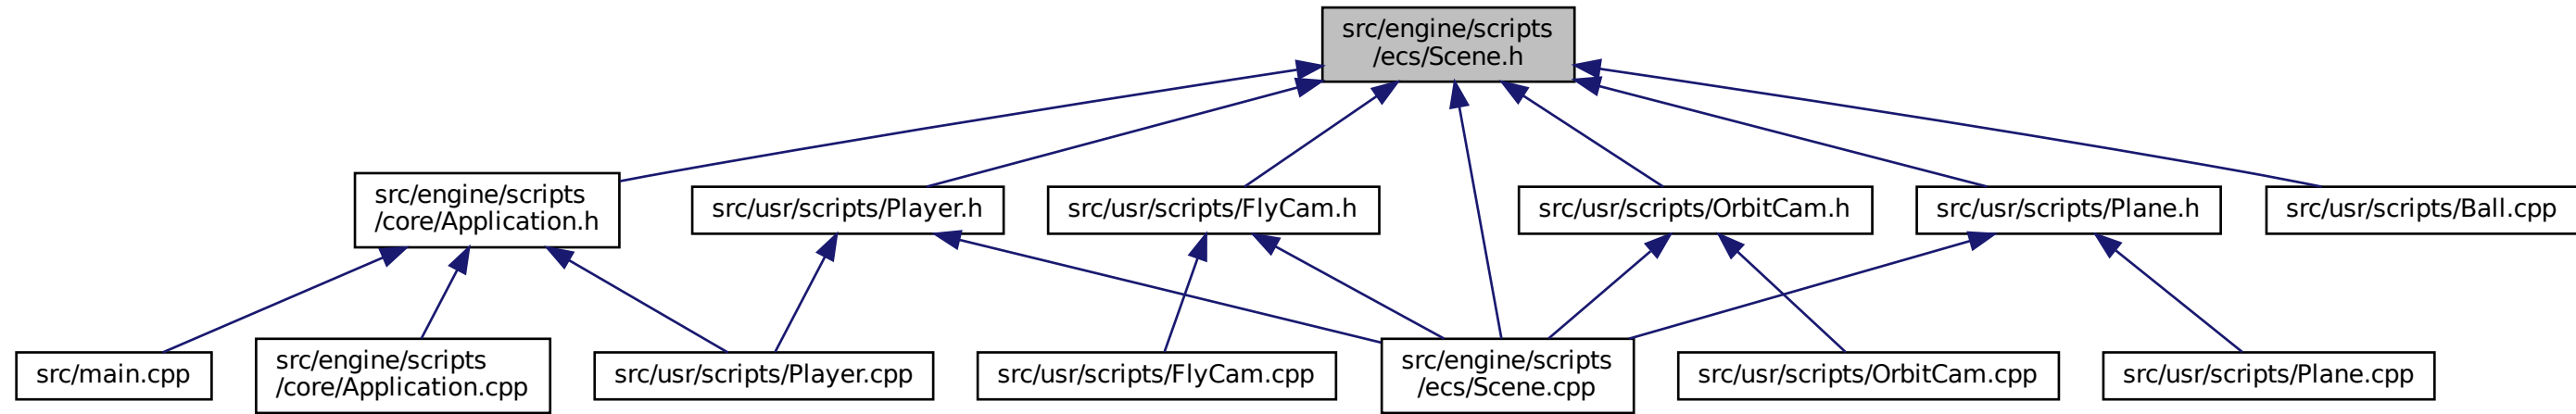 src/engine/scripts
/ecs/Scene.h
src/engine/scripts
/core/Application.h
src/usr/scripts/Player.h
src/usr/scripts/FlyCam.h
src/usr/scripts/OrbitCam.h
src/usr/scripts/Plane.h
src/usr/scripts/Ball.cpp
src/main.cpp
src/engine/scripts
/core/Application.cpp
src/usr/scripts/Player.cpp
src/usr/scripts/FlyCam.cpp
src/engine/scripts
/ecs/Scene.cpp
src/usr/scripts/OrbitCam.cpp
src/usr/scripts/Plane.cpp